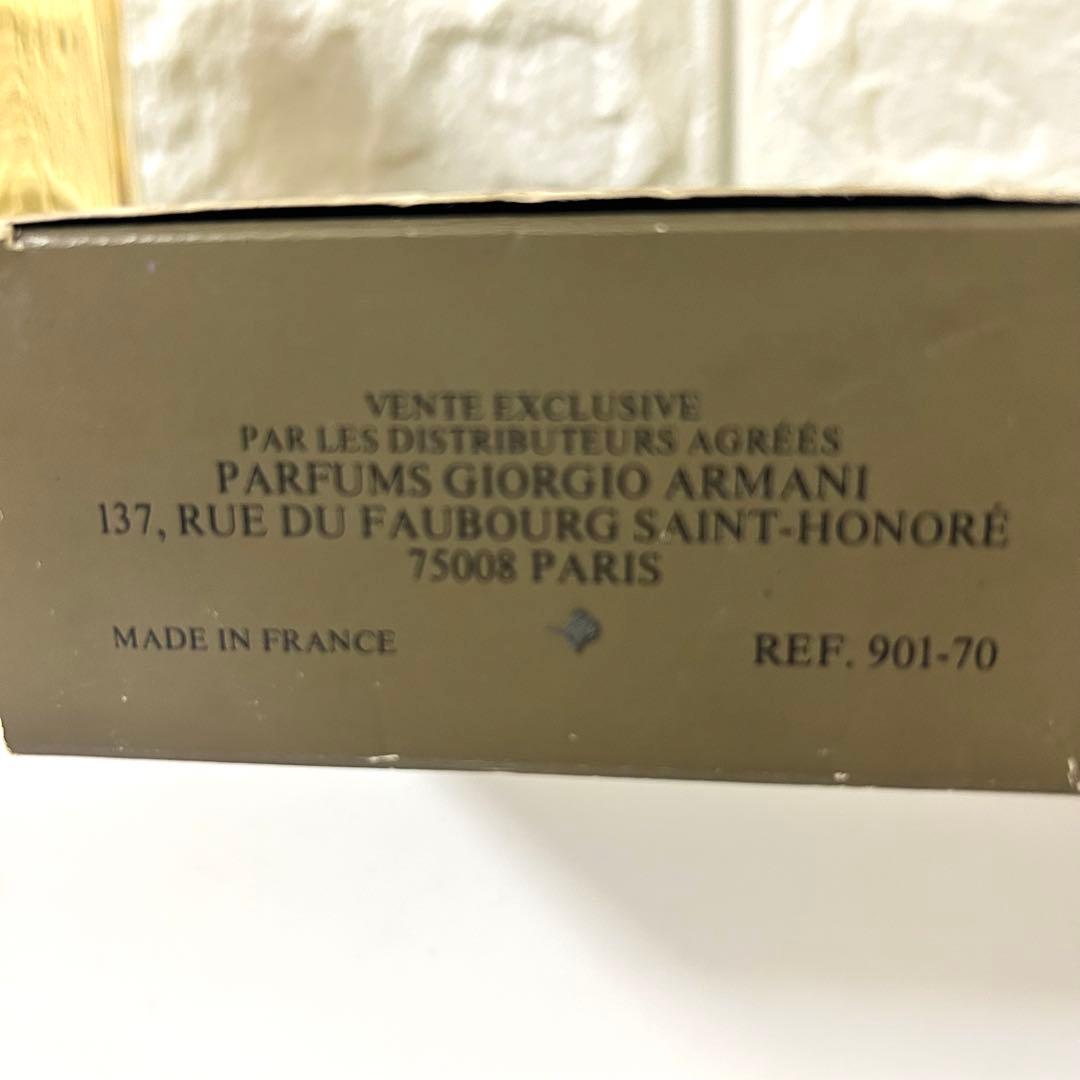 VENTE EXCLUSIVE
PAR LES DISTRIBUTEURS AGRÉÉS
PARFUMS GIORGIO ARMANI
137, RUE DU FAUBOURG SAINT-HONORÉ
75008 PARIS
MADE IN FRANCE
REF. 901-70